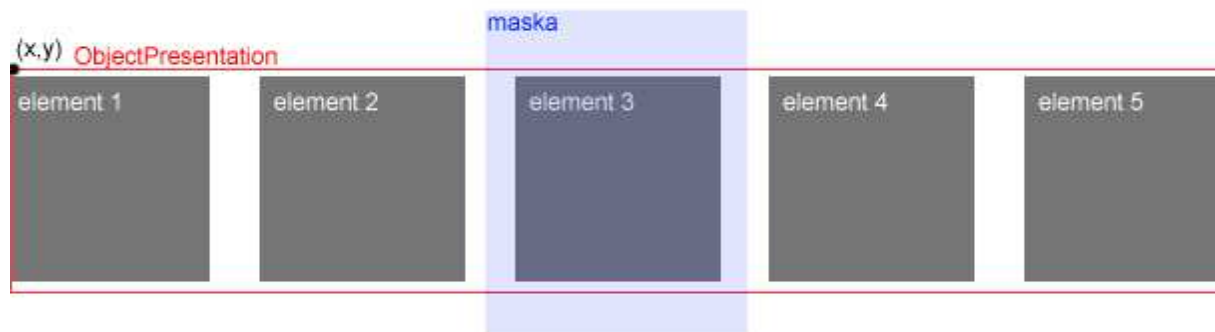 maska
(x,y) ObjectPresentation
element 1 element 2 element 3 element 4 element 5